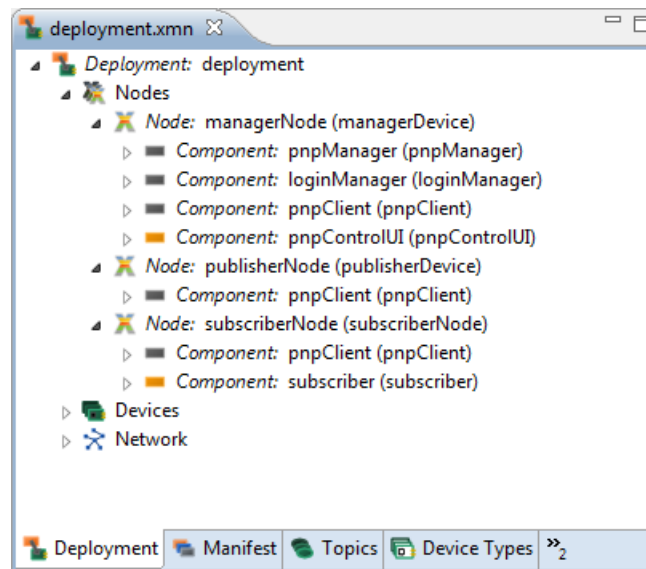 deployment.xmn
Deployment: deployment
Nodes
Node: managerNode (managerDevice)
Component: pnpManager (pnpManager)
Component: loginManager (loginManager)
Component: pnpClient (pnpClient)
Component: pnpControlUI (pnpControlUI)
Node: publisherNode (publisherDevice)
Component: pnpClient (pnpClient)
Node: subscriberNode (subscriberNode)
Component: pnpClient (pnpClient)
Component: subscriber (subscriber)
Devices
Network
Deployment Manifest Topics Device Types »2